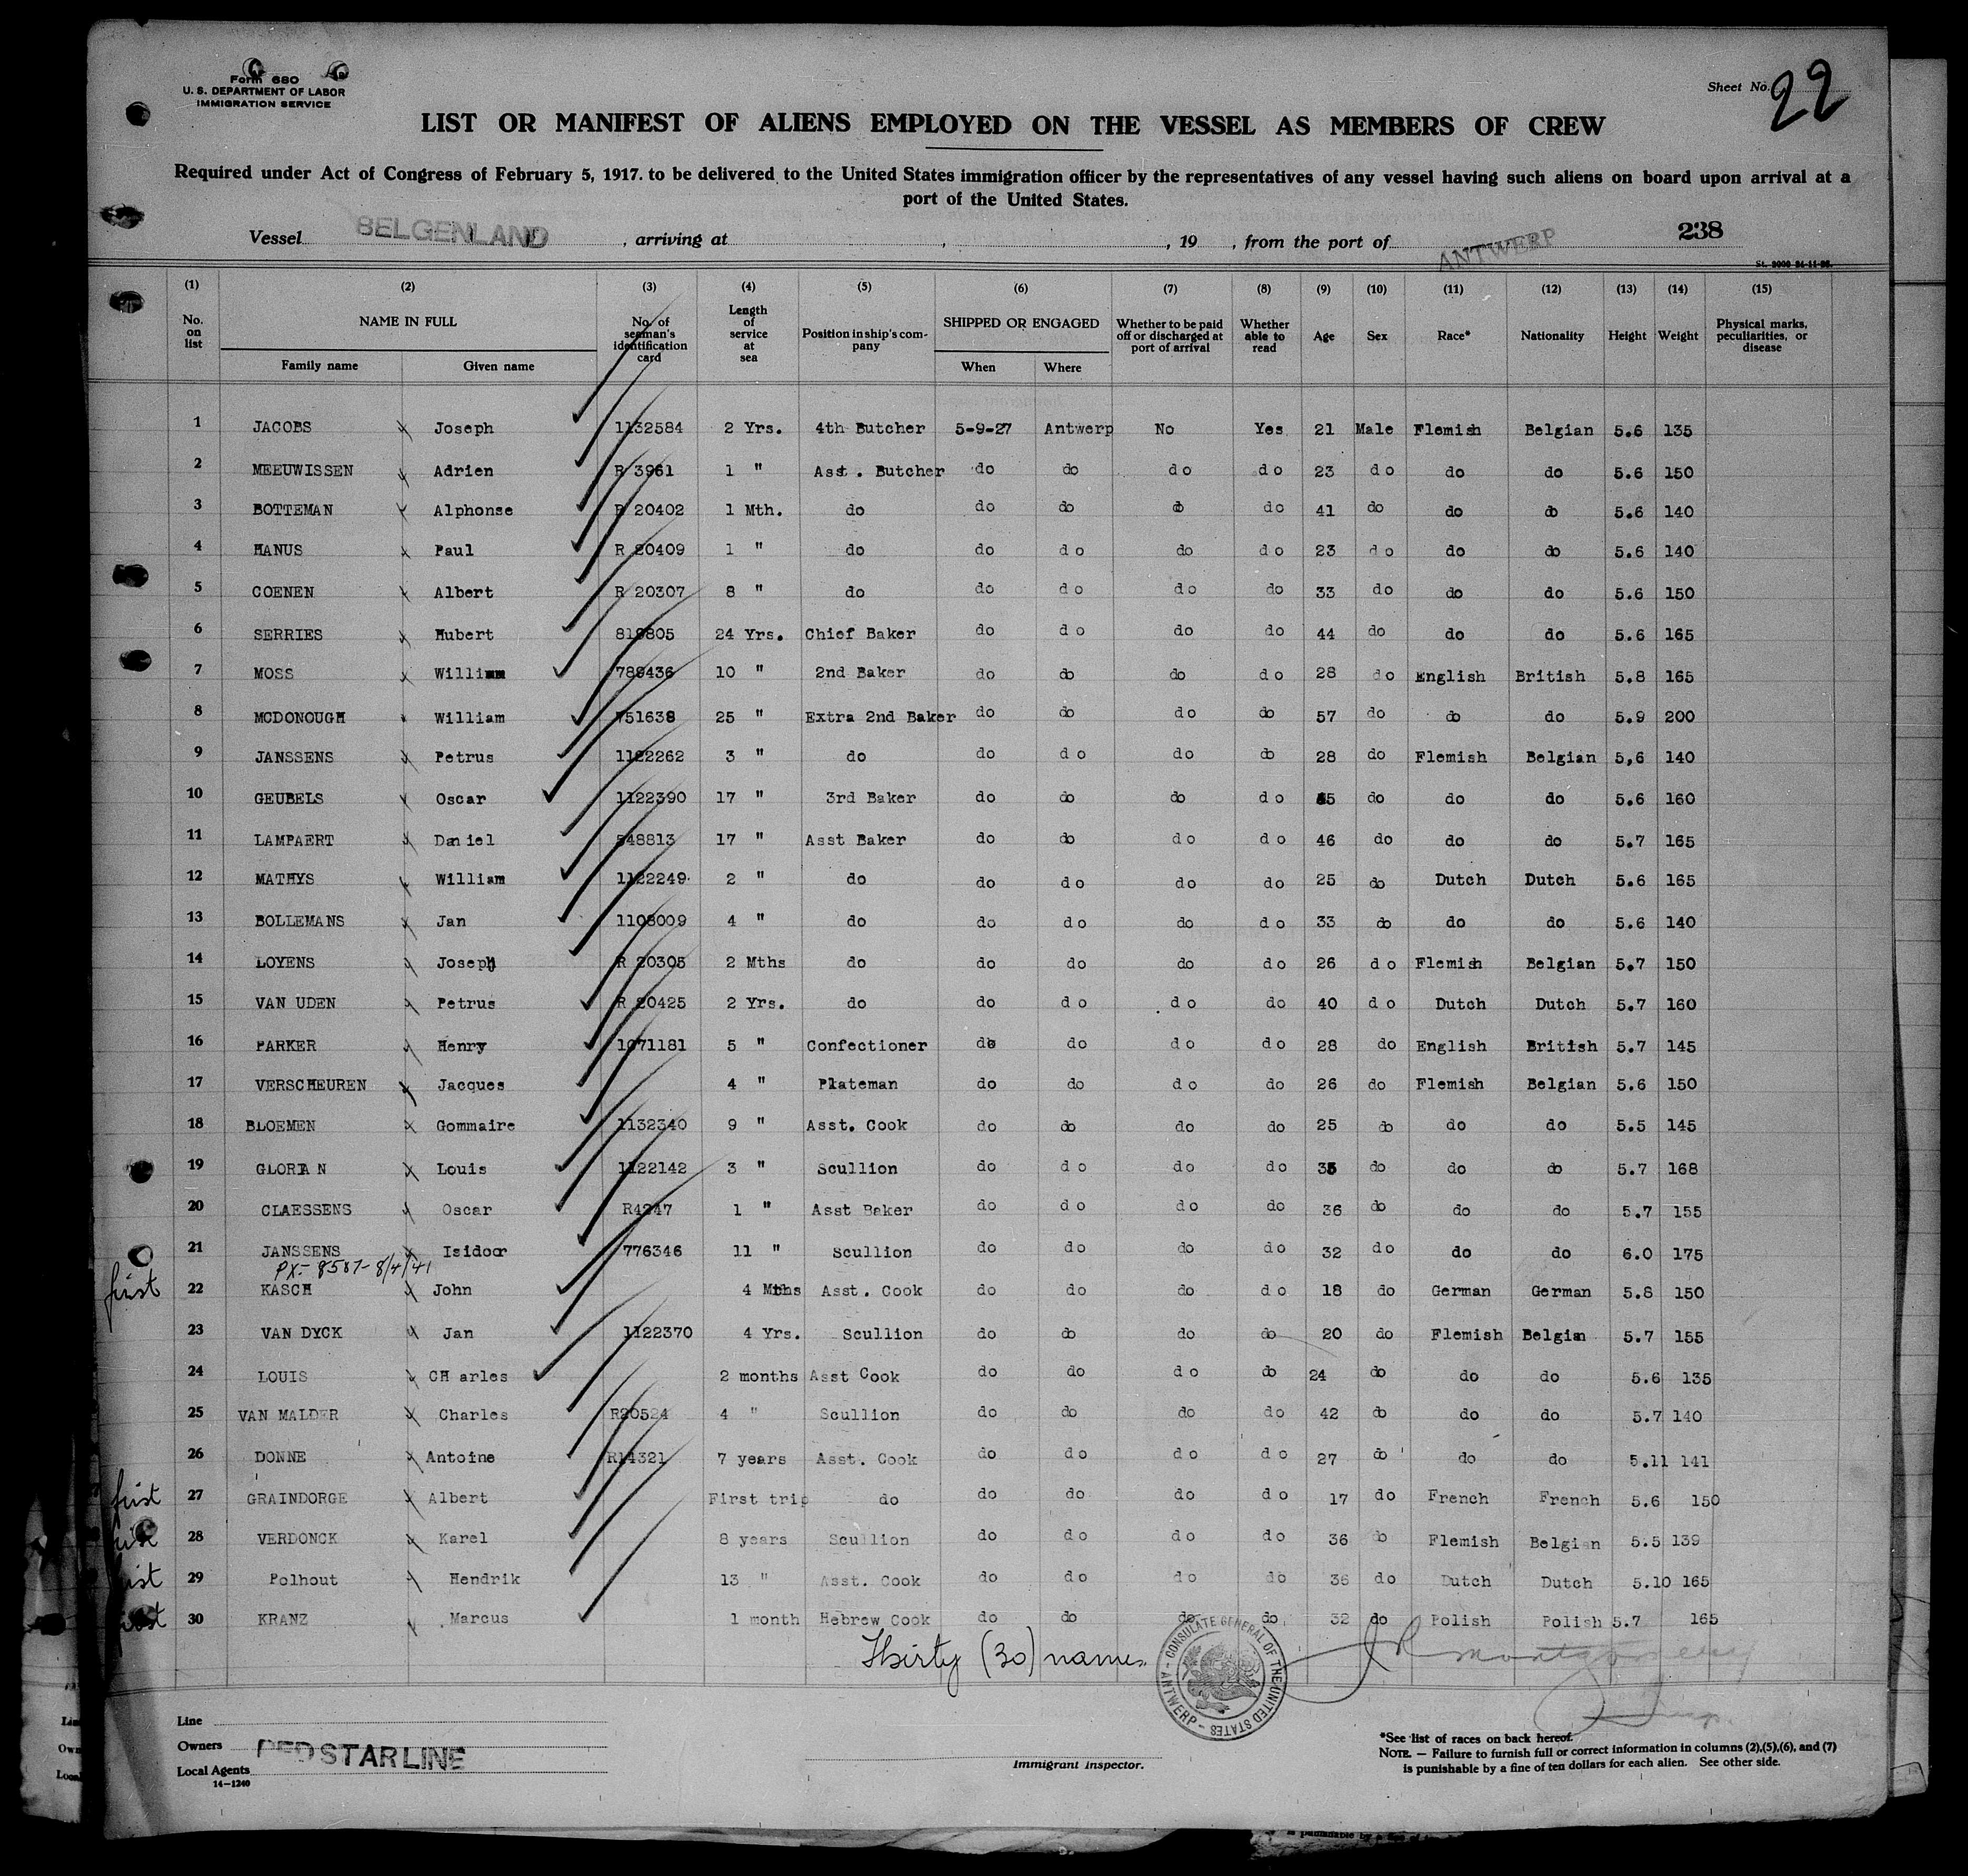 Form 680
U. S. DEPARTMENT OF LABOR
IMMIGRATION SERVICE
Sheet No. 22
LIST OR MANIFEST OF ALIENS EMPLOYED ON THE VESSEL AS MEMBERS OF CREW
Required under Act of Congress of February 5, 1917. to be delivered to the United States immigration officer by the representatives of any vessel having such aliens on board upon arrival at a
port of the United States.
Vessel BELGENLAND, arriving at , , 19 , from the port of ANTWERP 238
(1) (2) (3) (4) (5) (6) (7) (8) (9) (10) (11) (12) (13) (14) (15)
No. on list NAME IN FULL Family name Given name No. of seaman's identification card Length of service at sea Position in ship's company SHIPPED OR ENGAGED When Where Whether to be paid off or discharged at port of arrival Whether able to read Age Sex Race* Nationality Height Weight Physical marks, peculiarities, or disease
1 JACOBS Joseph 1132584 2 Yrs. 4th Butcher 5-9-27 Antwerp No Yes 21 Male Flemish Belgian 5.6 135
2 MEEUWISSEN Adrien R 3961 1 " Asst. Butcher do do do do 23 do do do 5.6 150
3 BOTTEMAN Alphonse R 20402 1 Mth. do do do do do 41 do do do 5.6 140
4 HANUS Paul R 20409 1 " do do do do do 23 do do do 5.6 140
5 COENEN Albert R 20307 8 " do do do do do 33 do do do 5.6 150
6 SERRIES Hubert 819805 24 Yrs. Chief Baker do do do do 44 do do do 5.6 165
7 MOSS William 789436 10 " 2nd Baker do do do do 28 do English British 5.8 165
8 MCDONOUGH William 751638 25 " Extra 2nd Baker do do do do 57 do do do 5.9 200
9 JANSSENS Petrus 1122262 3 " do do do do do 28 do Flemish Belgian 5,6 140
10 GEUBELS Oscar 1122390 17 " 3rd Baker do do do do 45 do do do 5.6 160
11 LAMPAERT Daniel 548813 17 " Asst Baker do do do do 46 do do do 5.7 165
12 MATHYS William 1122249 2 " do do do do do 25 do Dutch Dutch 5.6 165
13 BOLLEMANS Jan 1108009 4 " do do do do do 33 do do do 5.6 140
14 LOYENS Joseph R 20305 2 Mths do do do do do 26 do Flemish Belgian 5.7 150
15 VAN UDEN Petrus R 20425 2 Yrs. do do do do do 40 do Dutch Dutch 5.7 160
16 PARKER Henry 1071181 5 " Confectioner do do do do 28 do English British 5.7 145
17 VERSCHEUREN Jacques 4 " Plateman do do do do 26 do Flemish Belgian 5.6 150
18 BLOEMEN Gommaire 1132340 9 " Asst. Cook do do do do 25 do do do 5.5 145
19 GLORIAN Louis 1122142 3 " Scullion do do do do 35 do do do 5.7 168
20 CLAESSENS Oscar R4247 1 " Asst Baker do do do do 36 do do do 5.7 155
21 JANSSENS Isidoor 776346 11 " Scullion do do do do 32 do do do 6.0 175
PX-8587-8/4/41
first 22 KASCH John 4 Mths Asst. Cook do do do do 18 do German German 5.8 150
23 VAN DYCK Jan 1122370 4 Yrs. Scullion do do do do 20 do Flemish Belgian 5.7 155
24 LOUIS CHarles 2 months Asst Cook do do do do 24 do do do 5.6 135
25 VAN MALDER Charles R20524 4 " Scullion do do do do 42 do do do 5.7 140
26 DONNE Antoine R14321 7 years Asst. Cook do do do do 27 do do do 5.11 141
first 27 GRAINDORGE Albert First trip do do do do do 17 do French French 5.6 150
first 28 VERDONCK Karel 8 years Scullion do do do do 36 do Flemish Belgian 5.5 139
first 29 Polhout Hendrik 13 " Asst. Cook do do do do 36 do Dutch Dutch 5.10 165
first 30 KRANZ Marcus 1 month Hebrew Cook do do do do 32 do Polish Polish 5.7 165
Thirty (30) names
CONSULATE GENERAL OF THE UNITED STATES - ANTWERP -
J R Montgomery
Line
Owners RED STAR LINE
Local Agents
14-1240
Immigrant Inspector.
*See list of races on back hereof.
NOTE. — Failure to furnish full or correct information in columns (2),(5),(6), and (7)
is punishable by a fine of ten dollars for each alien. See other side.